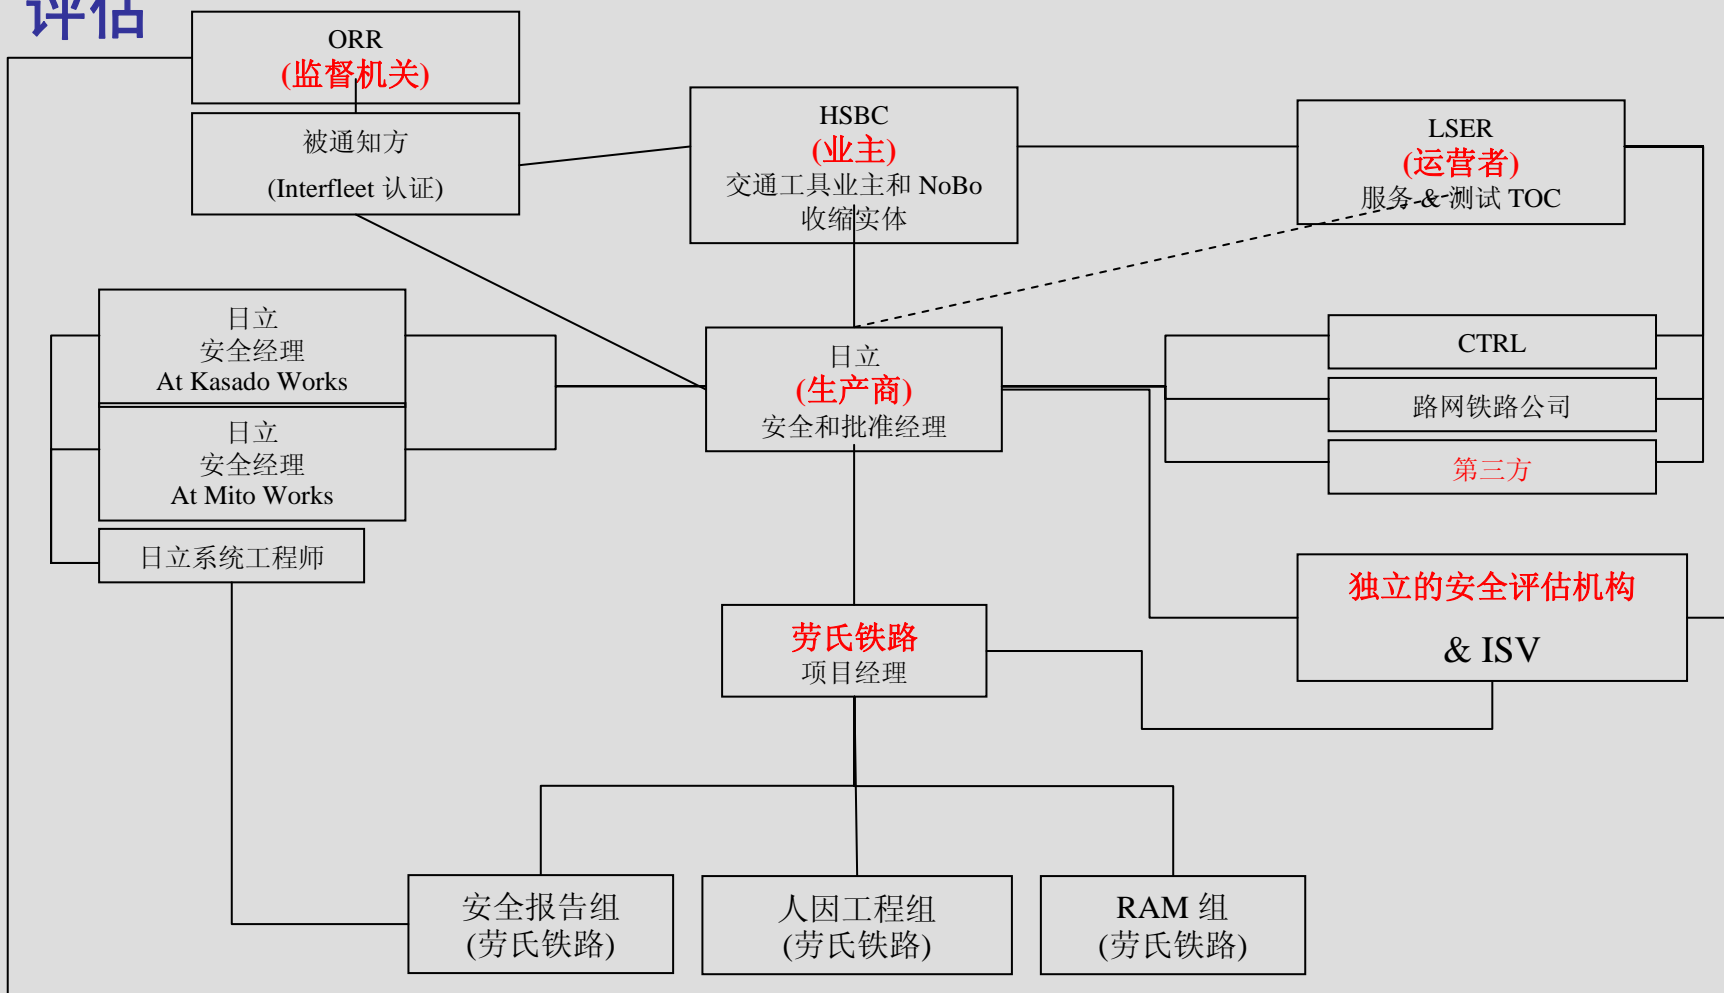 评估
ORR
(监督机关)
被通知方
(Interfleet 认证)
HSBC
(业主)
交通工具业主和 NoBo
收缩实体
LSER
(运营者)
服务 & 测试 TOC
日立
安全经理
At Kasado Works
日立
安全经理
At Mito Works
日立系统工程师
日立
(生产商)
安全和批准经理
CTRL
路网铁路公司
第三方
独立的安全评估机构
& ISV
劳氏铁路
项目经理
安全报告组
(劳氏铁路)
人因工程组
(劳氏铁路)
RAM 组
(劳氏铁路)